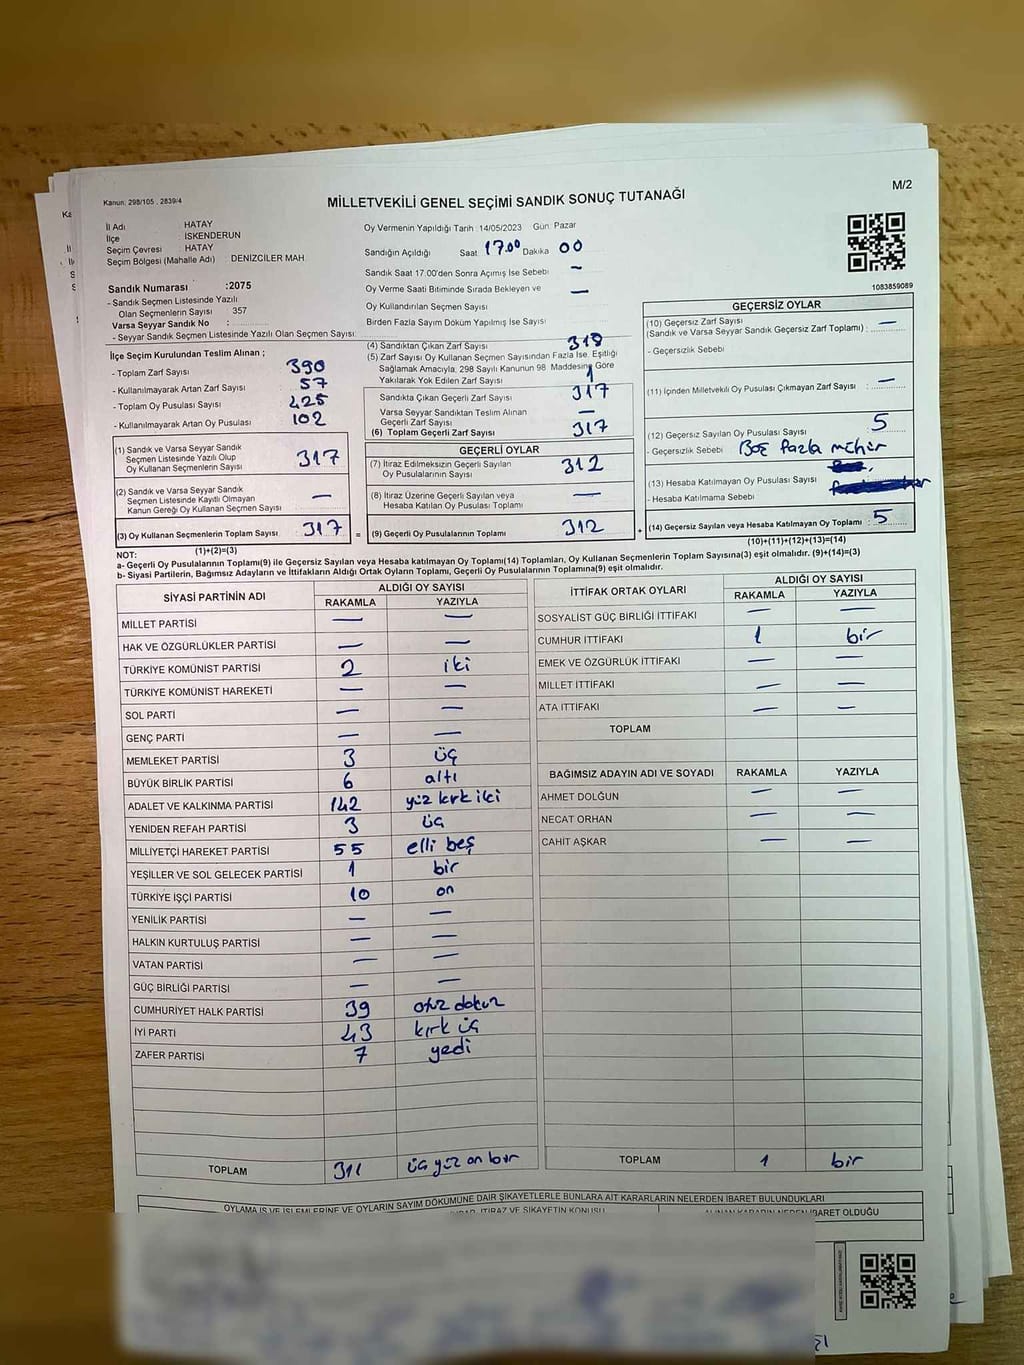 Kanun. 298/105 , 2839/4
MİLLETVEKİLİ GENEL SEÇİMİ SANDIK SONUÇ TUTANAĞI
M/2
İl Adı HATAY
İlçe İSKENDERUN
Seçim Çevresi HATAY
Seçim Bölgesi (Mahalle Adı) DENİZCİLER MAH.
Sandık Numarası :2075
- Sandık Seçmen Listesinde Yazılı
Olan Seçmenlerin Sayısı : 357
Varsa Seyyar Sandık No :
- Seyyar Sandık Seçmen Listesinde Yazılı Olan Seçmen Sayısı:
Oy Vermenin Yapıldığı Tarih : 14/05/2023 Gün: Pazar
Sandığın Açıldığı Saat 17.00 Dakika 00
Sandık Saat 17.00'den Sonra Açımış İse Sebebi —
Oy Verme Saati Bitiminde Sırada Bekleyen ve —
Oy Kullandırılan Seçmen Sayısı
Birden Fazla Sayım Döküm Yapılmış İse Sayısı
1083859089
İlçe Seçim Kurulundan Teslim Alınan ;
- Toplam Zarf Sayısı 390
- Kullanılmayarak Artan Zarf Sayısı : 57
- Toplam Oy Pusulası Sayısı 425
- Kullanılmayarak Artan Oy Pusulası 102
(4) Sandıktan Çıkan Zarf Sayısı 318
(5) Zarf Sayısı Oy Kullanan Seçmen Sayısından Fazla İse, Eşitliği
Sağlamak Amacıyla; 298 Sayılı Kanunun 98. Maddesine Göre
Yakılarak Yok Edilen Zarf Sayısı 1
Sandıkta Çıkan Geçerli Zarf Sayısı 317
Varsa Seyyar Sandıktan Teslim Alınan
Geçerli Zarf Sayısı —
(6) Toplam Geçerli Zarf Sayısı 317
GEÇERSİZ OYLAR
(10) Geçersiz Zarf Sayısı : —
(Sandık ve Varsa Seyyar Sandık Geçersiz Zarf Toplamı)
- Geçersizlik Sebebi
(11) İçinden Milletvekili Oy Pusulası Çıkmayan Zarf Sayısı : —
(12) Geçersiz Sayılan Oy Pusulası Sayısı 5
- Geçersizlik Sebebi Boş fazla mühür
(13) Hesaba Katılmayan Oy Pusulası Sayısı
- Hesaba Katılmama Sebebi
(14) Geçersiz Sayılan veya Hesaba Katılmayan Oy Toplamı : 5
(10)+(11)+(12)+(13)=(14)
(1) Sandık ve Varsa Seyyar Sandık
Seçmen Listesinde Yazılı Olup
Oy Kullanan Seçmenlerin Sayısı 317
(2) Sandık ve Varsa Seyyar Sandık
Seçmen Listesinde Kayıtlı Olmayan
Kanun Gereği Oy Kullanan Seçmenlerin Sayısı —
(3) Oy Kullanan Seçmenlerin Toplam Sayısı 317 =
(1)+(2)=(3)
GEÇERLİ OYLAR
(7) İtiraz Edilmeksizin Geçerli Sayılan
Oy Pusulalarının Sayısı 312
(8) İtiraz Üzerine Geçerli Sayılan veya
Hesaba Katılan Oy Pusulası Toplamı —
(9) Geçerli Oy Pusulalarının Toplamı 312 +
NOT:
a- Geçerli Oy Pusulalarının Toplamı(9) ile Geçersiz Sayılan veya Hesaba katılmayan Oy Toplamı(14) Toplamları, Oy Kullanan Seçmenlerin Toplam Sayısına(3) eşit olmalıdır. (9)+(14)=(3)
b- Siyasi Partilerin, Bağımsız Adayların ve İttifakların Aldığı Ortak Oyların Toplamı, Geçerli Oy Pusulalarının Toplamına(9) eşit olmalıdır.
SİYASİ PARTİNİN ADI ALDIĞI OY SAYISI
RAKAMLA YAZIYLA
MİLLET PARTİSİ — —
HAK VE ÖZGÜRLÜKLER PARTİSİ — —
TÜRKİYE KOMÜNİST PARTİSİ 2 iki
TÜRKİYE KOMÜNİST HAREKETİ — —
SOL PARTİ — —
GENÇ PARTİ — —
MEMLEKET PARTİSİ 3 üç
BÜYÜK BİRLİK PARTİSİ 6 altı
ADALET VE KALKINMA PARTİSİ 142 yüz kırk iki
YENİDEN REFAH PARTİSİ 3 üç
MİLLİYETÇİ HAREKET PARTİSİ 55 elli beş
YEŞİLLER VE SOL GELECEK PARTİSİ 1 bir
TÜRKİYE İŞÇİ PARTİSİ 10 on
YENİLİK PARTİSİ — —
HALKIN KURTULUŞ PARTİSİ — —
VATAN PARTİSİ — —
GÜÇ BİRLİĞİ PARTİSİ — —
CUMHURİYET HALK PARTİSİ 39 otuz dokuz
İYİ PARTİ 43 kırk üç
ZAFER PARTİSİ 7 yedi
TOPLAM 311 üç yüz on bir
İTTİFAK ORTAK OYLARI ALDIĞI OY SAYISI
RAKAMLA YAZIYLA
SOSYALİST GÜÇ BİRLİĞİ İTTİFAKI — —
CUMHUR İTTİFAKI 1 bir
EMEK VE ÖZGÜRLÜK İTTİFAKI — —
MİLLET İTTİFAKI — —
ATA İTTİFAKI — —
TOPLAM
BAĞIMSIZ ADAYIN ADI VE SOYADI RAKAMLA YAZIYLA
AHMET DOLĞUN — —
NECAT ORHAN — —
CAHİT AŞKAR — —
TOPLAM 1 bir
OYLAMA İŞ VE İŞLEMLERİNE VE OYLARIN SAYIM DÖKÜMÜNE DAİR ŞİKAYETLERLE BUNLARA AİT KARARLARIN NELERDEN İBARET BULUNDUKLARI